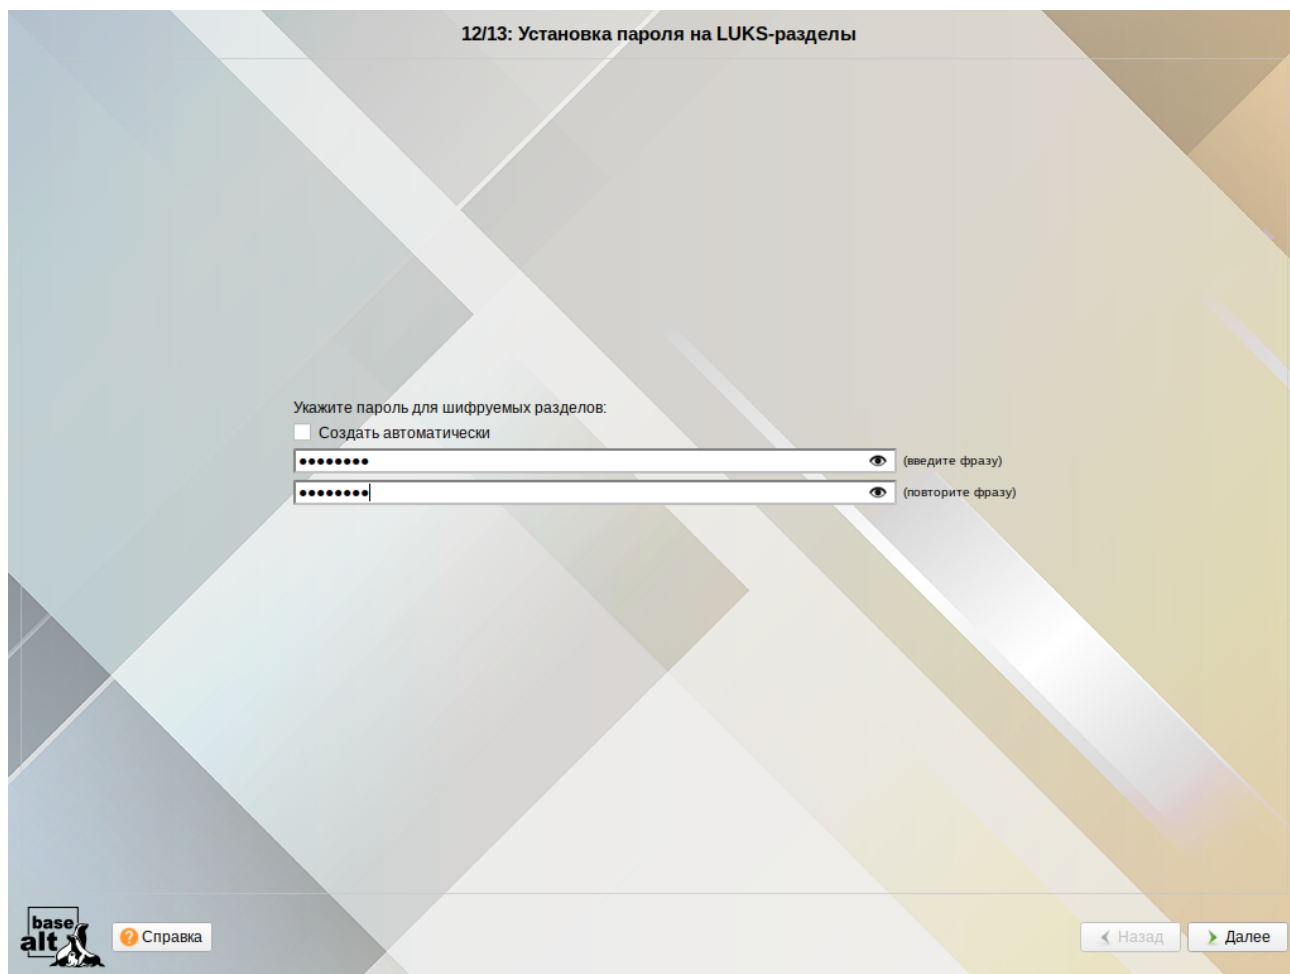 12/13: Установка пароля на LUKS-разделы
Укажите пароль для шифруемых разделов:
Создать автоматически
●●●●●●●● (введите фразу)
●●●●●●●● (повторите фразу)
base
alt
Справка
Назад
Далее